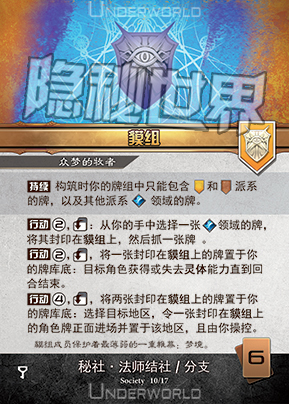 UNDERWORLD
隐秘世界
貘组
众梦的牧者
持续 构筑时你的牌组中只能包含 和 派系
的牌，以及其他派系 领域的牌。
行动②，：从你的手中选择一张 领域的牌，
将其封印在貘组上，然后抓一张牌 。
行动②，将一张封印在貘组上的牌置于你
的牌库底：目标角色获得或失去灵体能力直到回
合结束。
行动④，，将两张封印在貘组上的牌置于你
的牌库底：选择目标地区，令一张封印在貘组上
的角色牌正面进场并置于该地区，且由你操控。
貘组成员保护着最薄弱的一重帷幕：梦境。
秘社·法师结社/分支
Society 10/17
6
UNDERWORLD